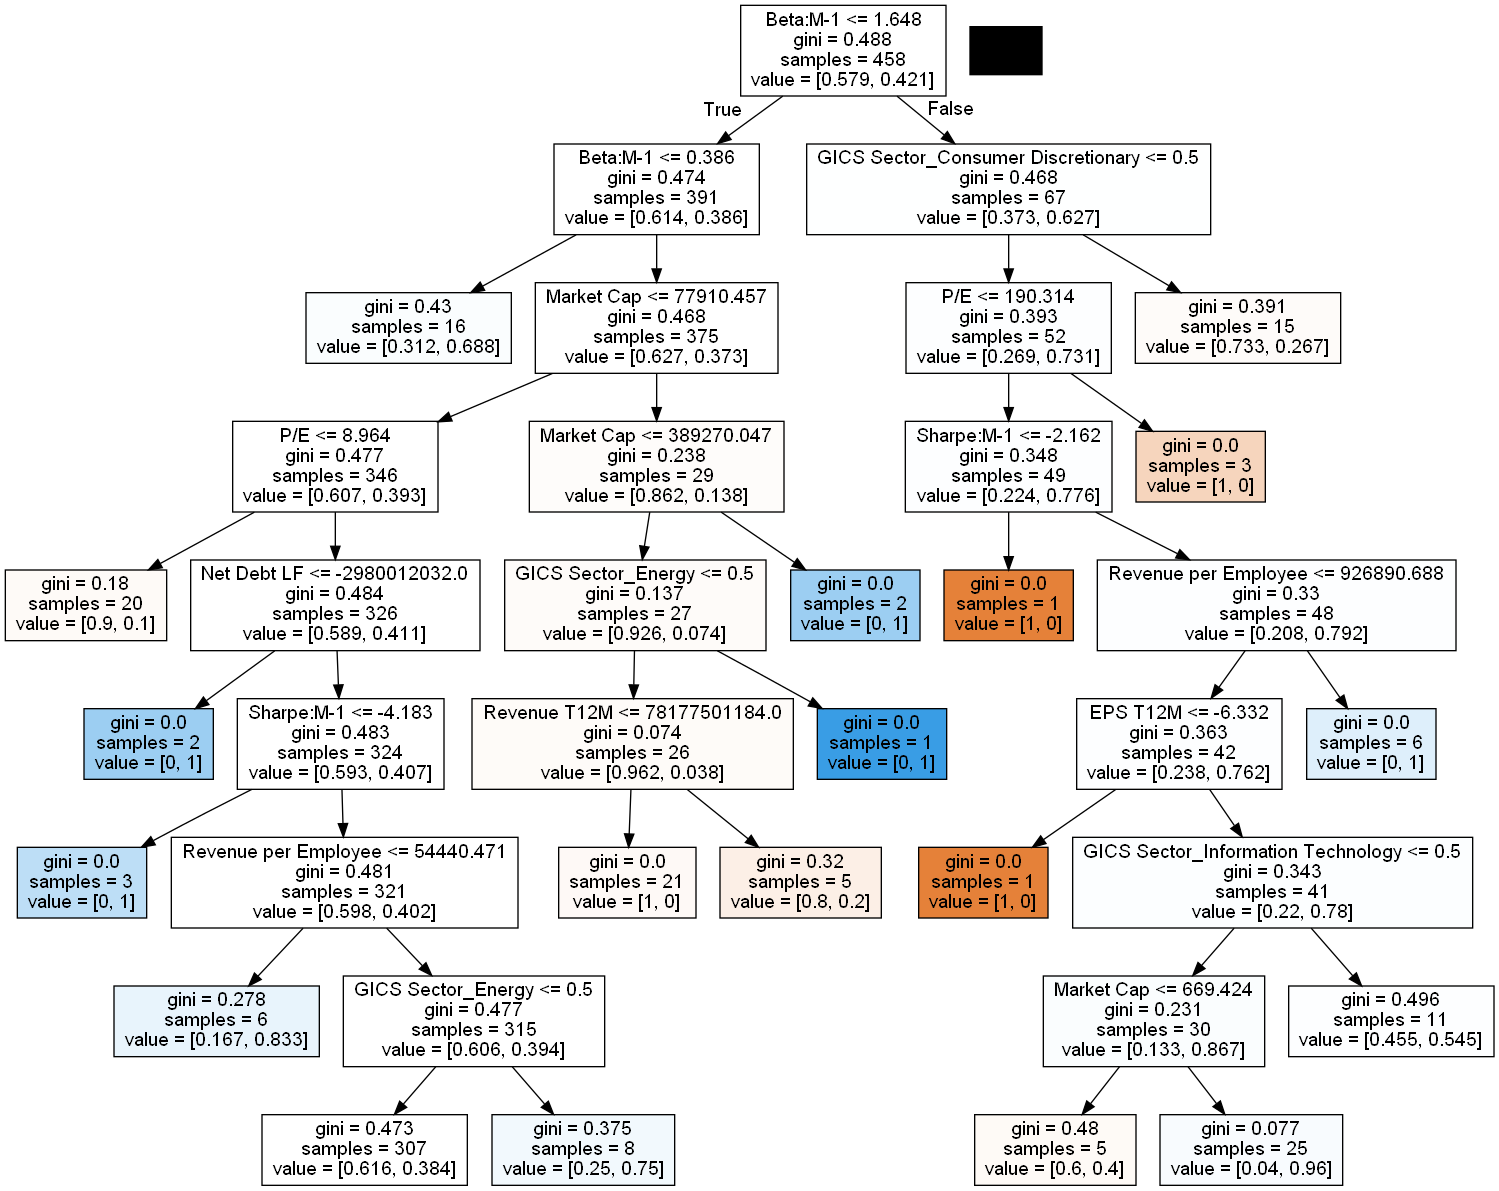 Beta:M-1 <= 1.648
gini = 0.488
samples = 458
value = [0.579, 0.421]
True
False
Beta:M-1 <= 0.386
gini = 0.474
samples = 391
value = [0.614, 0.386]
GICS Sector_Consumer Discretionary <= 0.5
gini = 0.468
samples = 67
value = [0.373, 0.627]
gini = 0.43
samples = 16
value = [0.312, 0.688]
Market Cap <= 77910.457
gini = 0.468
samples = 375
value = [0.627, 0.373]
P/E <= 190.314
gini = 0.393
samples = 52
value = [0.269, 0.731]
gini = 0.391
samples = 15
value = [0.733, 0.267]
P/E <= 8.964
gini = 0.477
samples = 346
value = [0.607, 0.393]
Market Cap <= 389270.047
gini = 0.238
samples = 29
value = [0.862, 0.138]
Sharpe:M-1 <= -2.162
gini = 0.348
samples = 49
value = [0.224, 0.776]
gini = 0.0
samples = 3
value = [1, 0]
gini = 0.18
samples = 20
value = [0.9, 0.1]
Net Debt LF <= -2980012032.0
gini = 0.484
samples = 326
value = [0.589, 0.411]
GICS Sector_Energy <= 0.5
gini = 0.137
samples = 27
value = [0.926, 0.074]
gini = 0.0
samples = 2
value = [0, 1]
gini = 0.0
samples = 1
value = [1, 0]
Revenue per Employee <= 926890.688
gini = 0.33
samples = 48
value = [0.208, 0.792]
gini = 0.0
samples = 2
value = [0, 1]
Sharpe:M-1 <= -4.183
gini = 0.483
samples = 324
value = [0.593, 0.407]
Revenue T12M <= 78177501184.0
gini = 0.074
samples = 26
value = [0.962, 0.038]
gini = 0.0
samples = 1
value = [0, 1]
EPS T12M <= -6.332
gini = 0.363
samples = 42
value = [0.238, 0.762]
gini = 0.0
samples = 6
value = [0, 1]
gini = 0.0
samples = 3
value = [0, 1]
Revenue per Employee <= 54440.471
gini = 0.481
samples = 321
value = [0.598, 0.402]
gini = 0.0
samples = 21
value = [1, 0]
gini = 0.32
samples = 5
value = [0.8, 0.2]
gini = 0.0
samples = 1
value = [1, 0]
GICS Sector_Information Technology <= 0.5
gini = 0.343
samples = 41
value = [0.22, 0.78]
gini = 0.278
samples = 6
value = [0.167, 0.833]
GICS Sector_Energy <= 0.5
gini = 0.477
samples = 315
value = [0.606, 0.394]
Market Cap <= 669.424
gini = 0.231
samples = 30
value = [0.133, 0.867]
gini = 0.496
samples = 11
value = [0.455, 0.545]
gini = 0.473
samples = 307
value = [0.616, 0.384]
gini = 0.375
samples = 8
value = [0.25, 0.75]
gini = 0.48
samples = 5
value = [0.6, 0.4]
gini = 0.077
samples = 25
value = [0.04, 0.96]